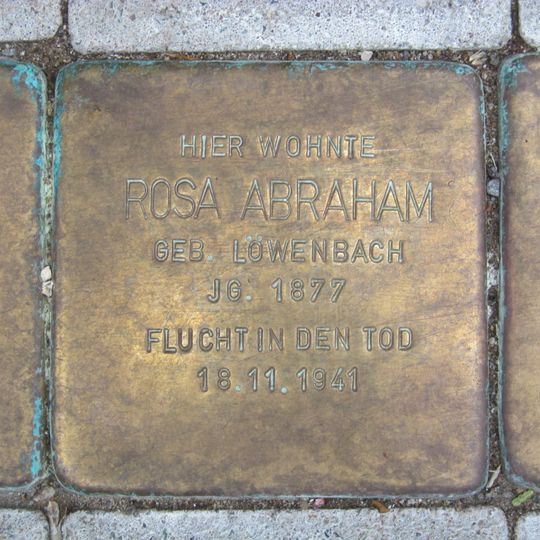 HIER WOHNTE
ROSA ABRAHAM
GEB. LÖWENBACH
JG. 1877
FLUCHT IN DEN TOD
18.11.1941